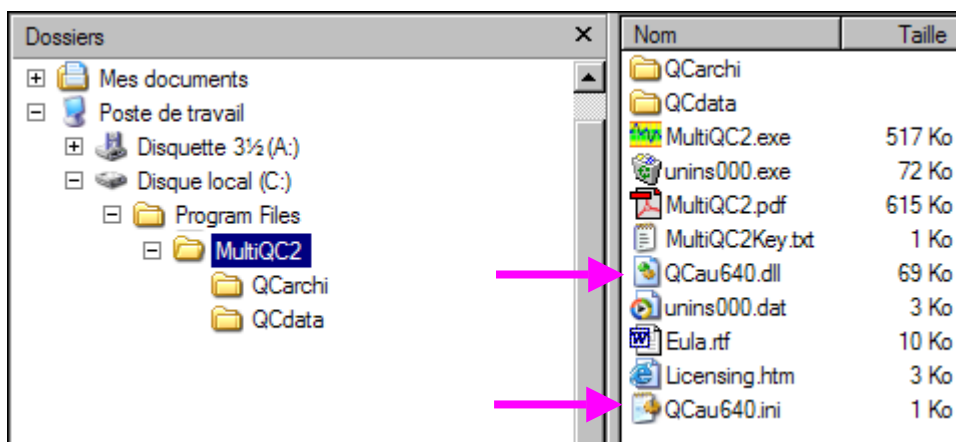 Dossiers
Mes documents
Poste de travail
Disquette 3½ (A:)
Disque local (C:)
Program Files
MultiQC2
QCarchi
QCdata
Nom Taille
QCarchi
QCdata
MultiQC2.exe 517 Ko
unins000.exe 72 Ko
MultiQC2.pdf 615 Ko
MultiQC2Key.txt 1 Ko
QCau640.dll 69 Ko
unins000.dat 3 Ko
Eula.rtf 10 Ko
Licensing.htm 3 Ko
QCau640.ini 1 Ko